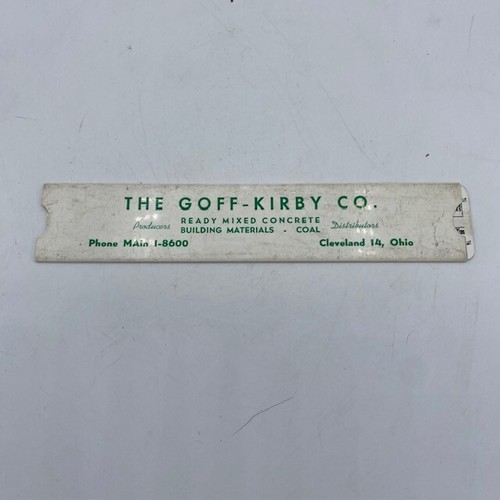 THE GOFF-KIRBY CO.
READY MIXED CONCRETE
Producers BUILDING MATERIALS - COAL Distributors
Phone MAin 1-8600 Cleveland 14, Ohio